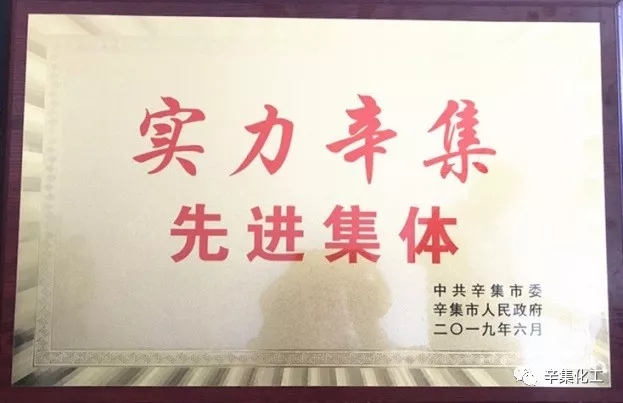 实力辛集
先进集体
中共辛集市委
辛集市人民政府
二〇一九年六月
辛集化工